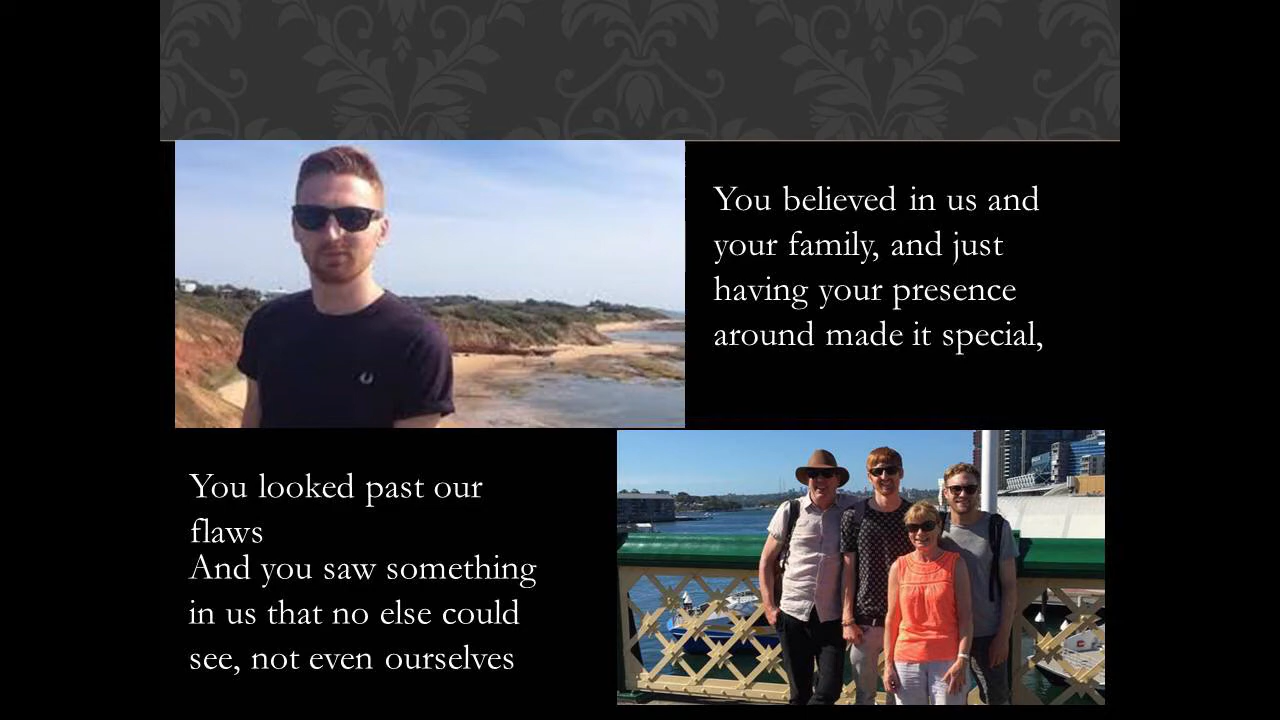 You believed in us and
your family, and just
having your presence
around made it special,
You looked past our
flaws
And you saw something
in us that no else could
see, not even ourselves